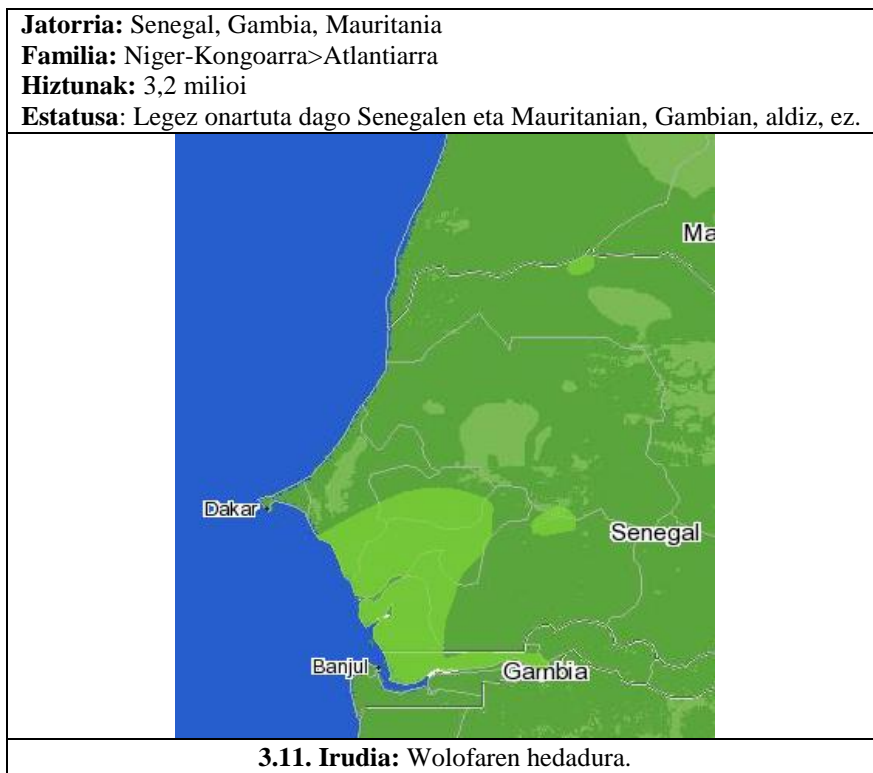 Jatorria: Senegal, Gambia, Mauritania
Familia: Niger-Kongoarra>Atlantiarra
Hiztunak: 3,2 milioi
Estatusa: Legez onartuta dago Senegalen eta Mauritanian, Gambian, aldiz, ez.
Ma
Dakar
Senegal
Banjul
Gambia
3.11. Irudia: Wolofaren hedadura.